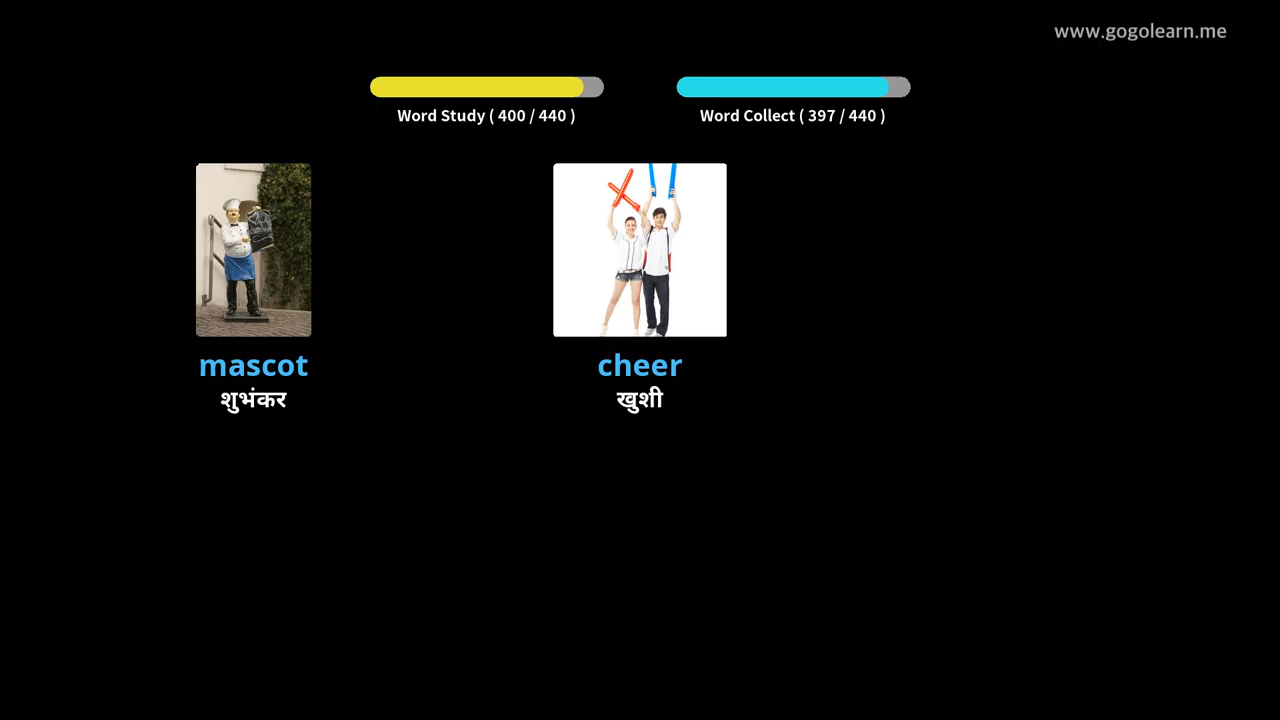 www.gogolearn.me
Word Study ( 400 / 440 )
Word Collect ( 397 / 440 )
mascot
शुभंकर
cheer
खुशी